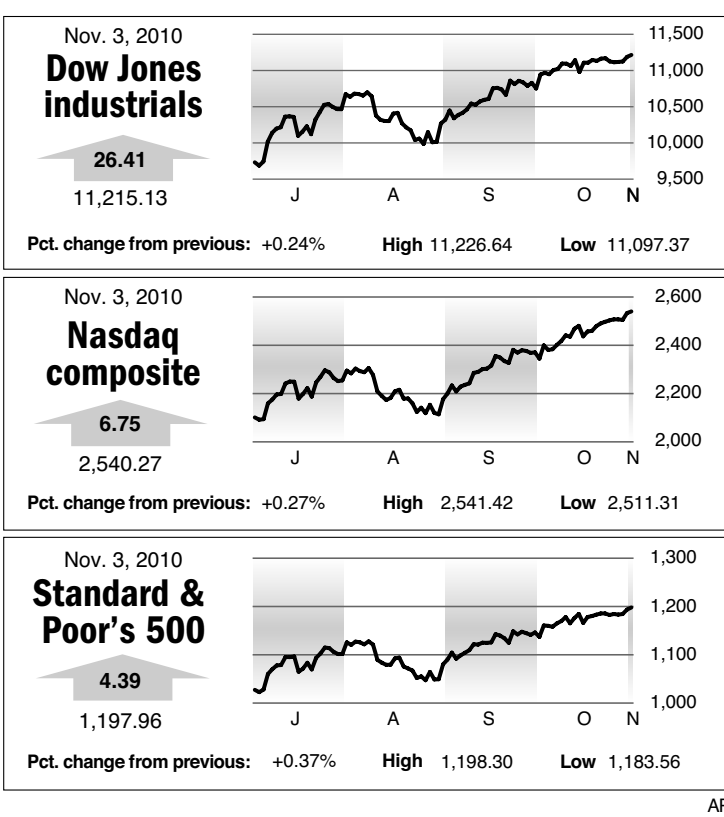 Nov. 3, 2010
Dow Jones
industrials
26.41
11,215.13
11,500
11,000
10,500
10,000
9,500
J A S O N
Pct. change from previous: +0.24% High 11,226.64 Low 11,097.37
Nov. 3, 2010
Nasdaq
composite
6.75
2,540.27
2,600
2,400
2,200
2,000
J A S O N
Pct. change from previous: +0.27% High 2,541.42 Low 2,511.31
Nov. 3, 2010
Standard &
Poor's 500
4.39
1,197.96
1,300
1,200
1,100
1,000
J A S O N
Pct. change from previous: +0.37% High 1,198.30 Low 1,183.56